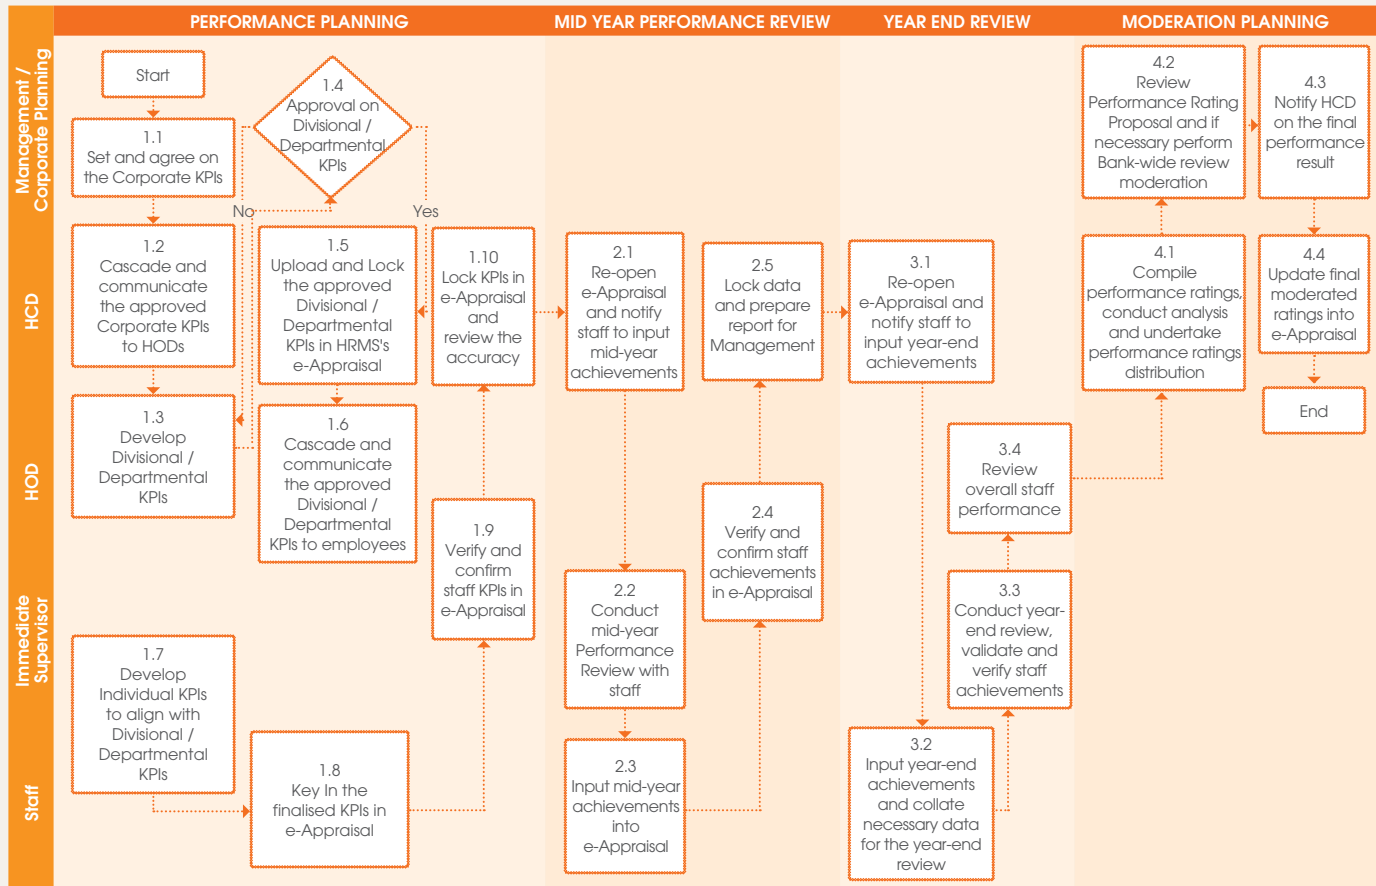 PERFORMANCE PLANNING
MID YEAR PERFORMANCE REVIEW
YEAR END REVIEW
MODERATION PLANNING
Management /
Corporate Planning
HCD
HOD
Immediate
Supervisor
Staff
Start
1.1
Set and agree on
the Corporate KPIs
1.2
Cascade and
communicate
the approved
Corporate KPIs
to HODs
1.3
Develop
Divisional /
Departmental
KPIs
1.4
Approval on
Divisional /
Departmental
KPIs
No
Yes
1.5
Upload and Lock
the approved
Divisional /
Departmental
KPIs in HRMS's
e-Appraisal
1.6
Cascade and
communicate
the approved
Divisional /
Departmental
KPIs to employees
1.7
Develop
Individual KPIs
to align with
Divisional /
Departmental
KPIs
1.8
Key In the
finalised KPIs in
e-Appraisal
1.9
Verify and
confirm
staff KPIs in
e-Appraisal
1.10
Lock KPIs in
e-Appraisal
and
review the
accuracy
2.1
Re-open
e-Appraisal
and notify
staff to input
mid-year
achievements
2.2
Conduct
mid-year
Performance
Review with
staff
2.3
Input mid-year
achievements
into
e-Appraisal
2.4
Verify and
confirm staff
achievements
in e-Appraisal
2.5
Lock data
and prepare
report for
Management
3.1
Re-open
e-Appraisal and
notify staff to
input year-end
achievements
3.2
Input year-end
achievements
and collate
necessary data
for the year-end
review
3.3
Conduct year-
end review,
validate and
verify staff
achievements
3.4
Review
overall staff
performance
4.1
Compile
performance ratings,
conduct analysis
and undertake
performance ratings
distribution
4.2
Review
Performance Rating
Proposal and if
necessary perform
Bank-wide review
moderation
4.3
Notify HCD
on the final
performance
result
4.4
Update final
moderated
ratings into
e-Appraisal
End